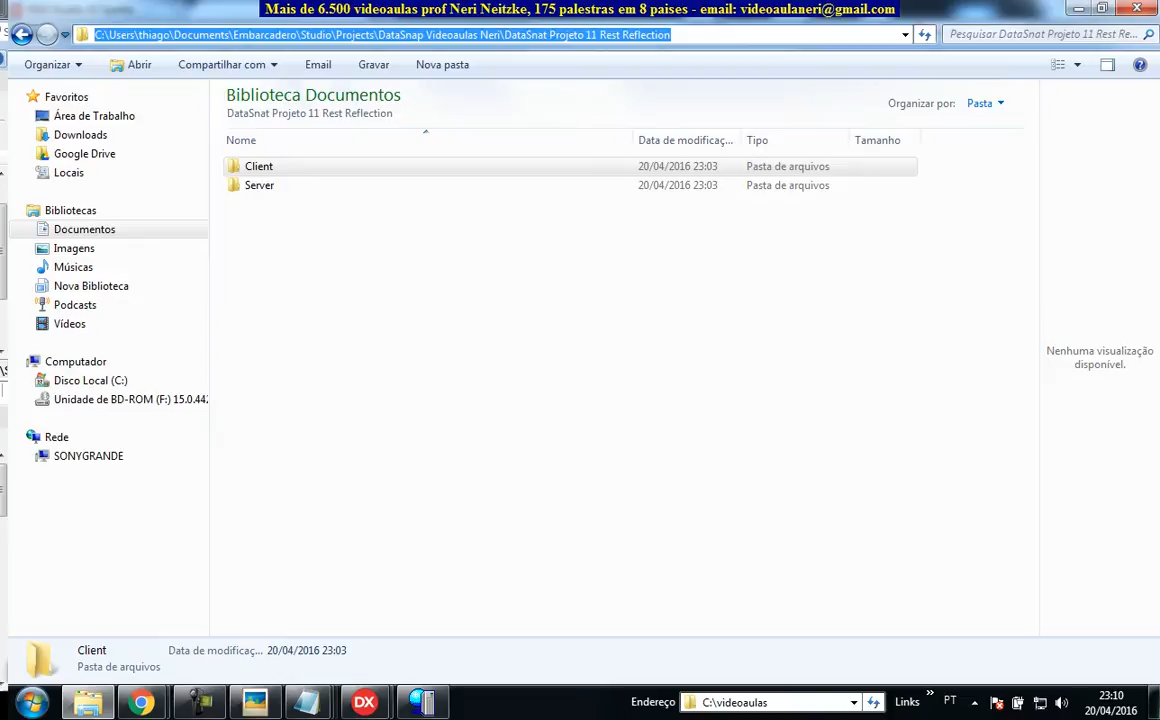 Mais de 6.500 videoaulas prof Neri Neitzke, 175 palestras em 8 paises - email: videoaulaneri@gmail.com
C:\Users\thiago\Documents\Embarcadero\Studio\Projects\DataSnap Videoaulas Neri\DataSnat Projeto 11 Rest Reflection
Pesquisar DataSnat Projeto 11 Rest Re...
Organizar
Abrir
Compartilhar com
Email
Gravar
Nova pasta
Favoritos
Área de Trabalho
Downloads
Google Drive
Locais
Bibliotecas
Documentos
Imagens
Músicas
Nova Biblioteca
Podcasts
Vídeos
Computador
Disco Local (C:)
Unidade de BD-ROM (F:) 15.0.442
Rede
SONYGRANDE
Biblioteca Documentos
DataSnat Projeto 11 Rest Reflection
Organizar por: Pasta
Nome Data de modificaç... Tipo Tamanho
Client 20/04/2016 23:03 Pasta de arquivos
Server 20/04/2016 23:03 Pasta de arquivos
Nenhuma visualização
disponível.
Client Data de modificaç... 20/04/2016 23:03
Pasta de arquivos
DX
Endereço C:\videoaulas Links » PT
23:10
20/04/2016